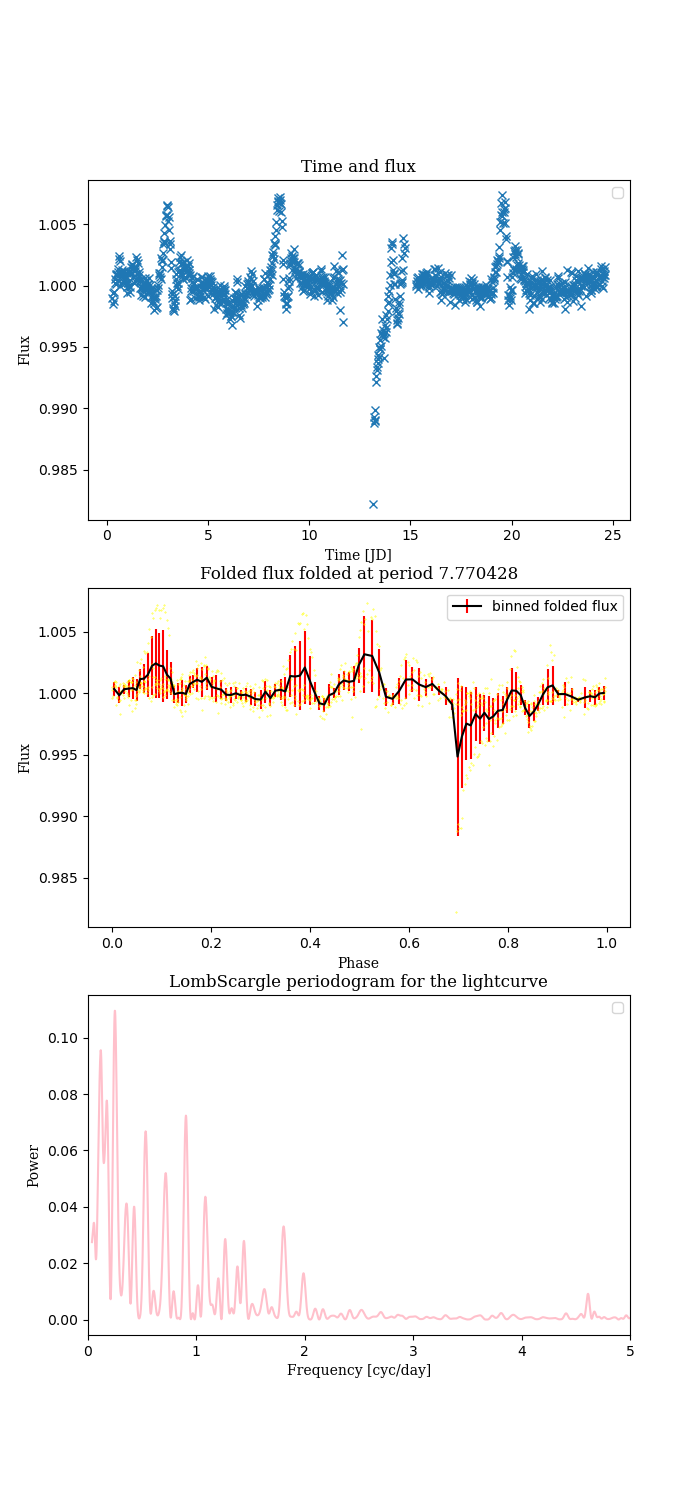 Time and flux
1.005
1.000
0.995
0.990
0.985
Flux
0 5 10 15 20 25
Time [JD]
Folded flux folded at period 7.770428
binned folded flux
1.005
1.000
0.995
0.990
0.985
Flux
0.0 0.2 0.4 0.6 0.8 1.0
Phase
LombScargle periodogram for the lightcurve
0.10
0.08
0.06
0.04
0.02
0.00
Power
0 1 2 3 4 5
Frequency [cyc/day]